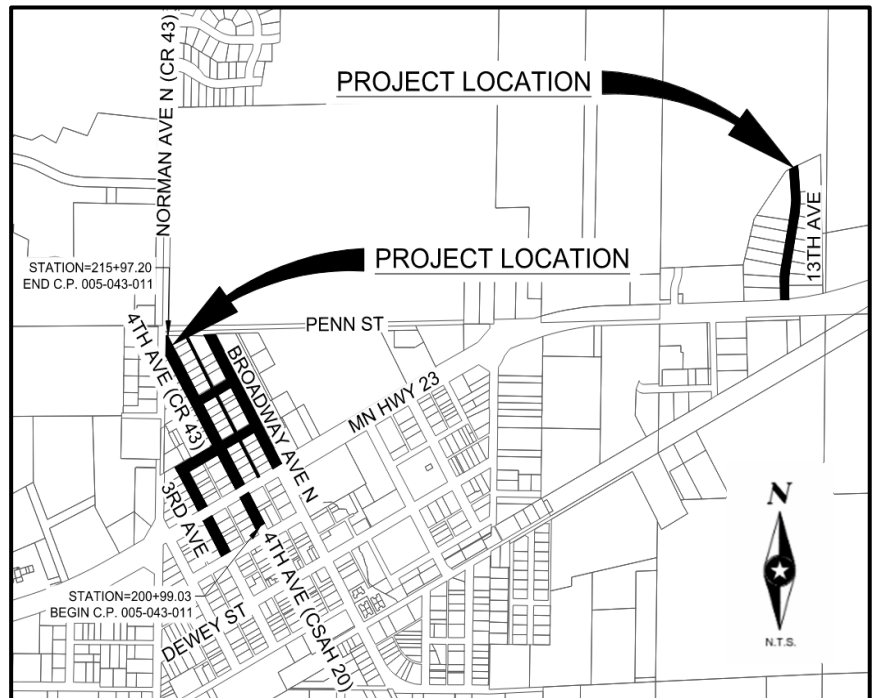 NORMAN AVE N (CR 43)
PROJECT LOCATION
13TH AVE
PROJECT LOCATION
STATION=215+97.20
END C.P. 005-043-011
PENN ST
4TH AVE (CR 43)
BROADWAY AVE N
MN HWY 23
3RD AVE
STATION=200+99.03
BEGIN C.P. 005-043-011
DEWEY ST
4TH AVE (CSAH 20)
N
N.T.S.